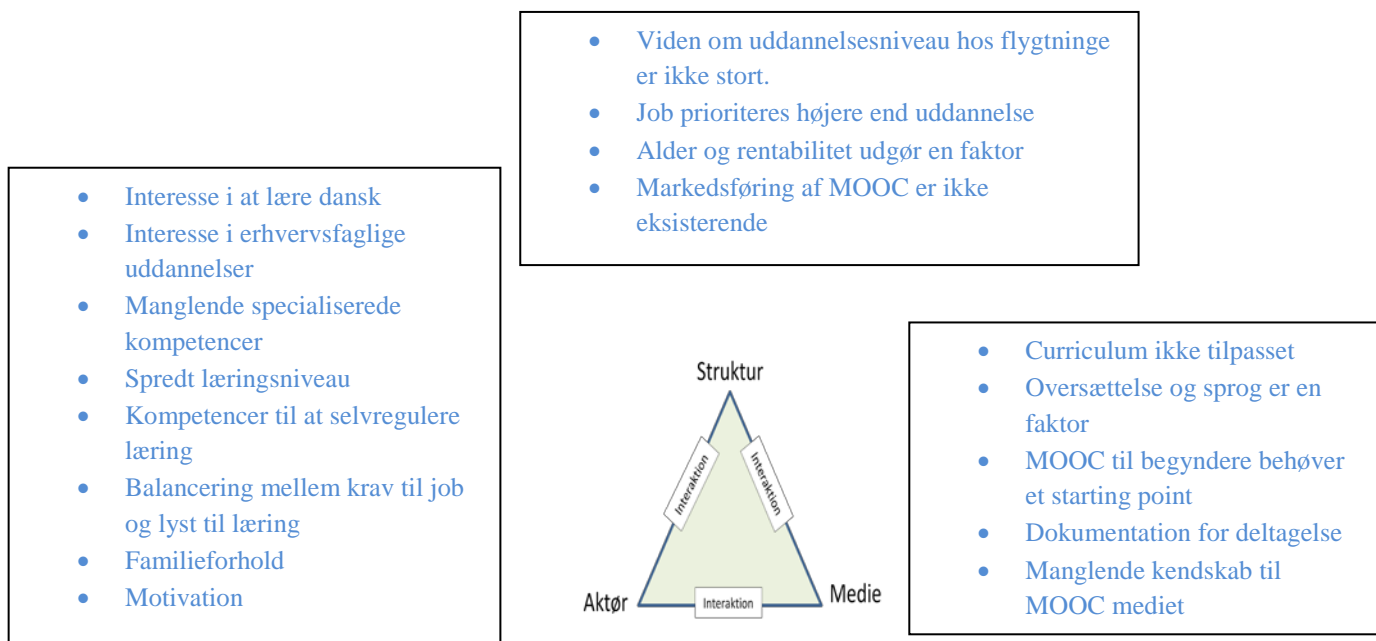 • Viden om uddannelsesniveau hos flygtninge
er ikke stort.
• Job prioriteres højere end uddannelse
• Alder og rentabilitet udgør en faktor
• Markedsføring af MOOC er ikke
eksisterende
• Interesse i at lære dansk
• Interesse i erhvervsfaglige
uddannelser
• Manglende specialiserede
kompetencer
• Spredt læringsniveau
• Kompetencer til at selvregulere
læring
• Balancering mellem krav til job
og lyst til læring
• Familieforhold
• Motivation
Struktur
Interaktion
Interaktion
Aktør
Interaktion
Medie
• Curriculum ikke tilpasset
• Oversættelse og sprog er en
faktor
• MOOC til begyndere behøver
et starting point
• Dokumentation for deltagelse
• Manglende kendskab til
MOOC mediet